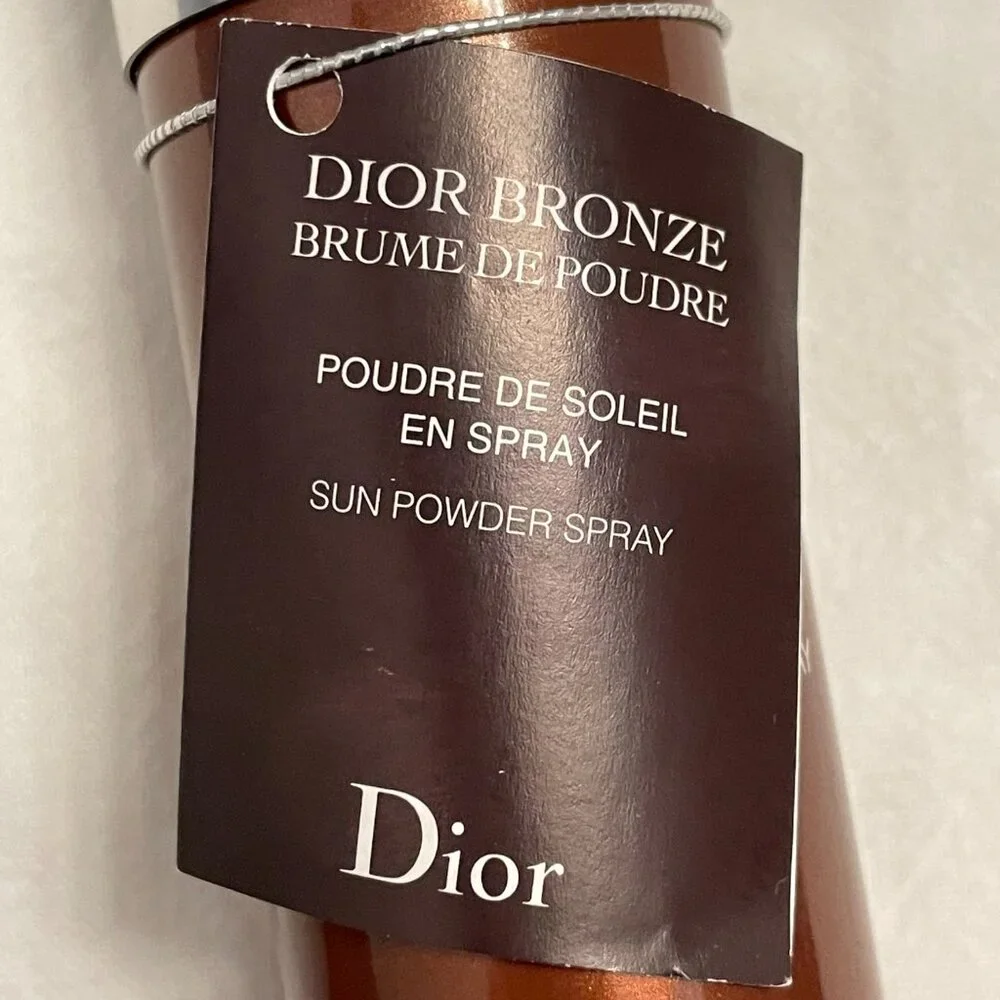 DIOR BRONZE
BRUME DE POUDRE
POUDRE DE SOLEIL
EN SPRAY
SUN POWDER SPRAY
Dior